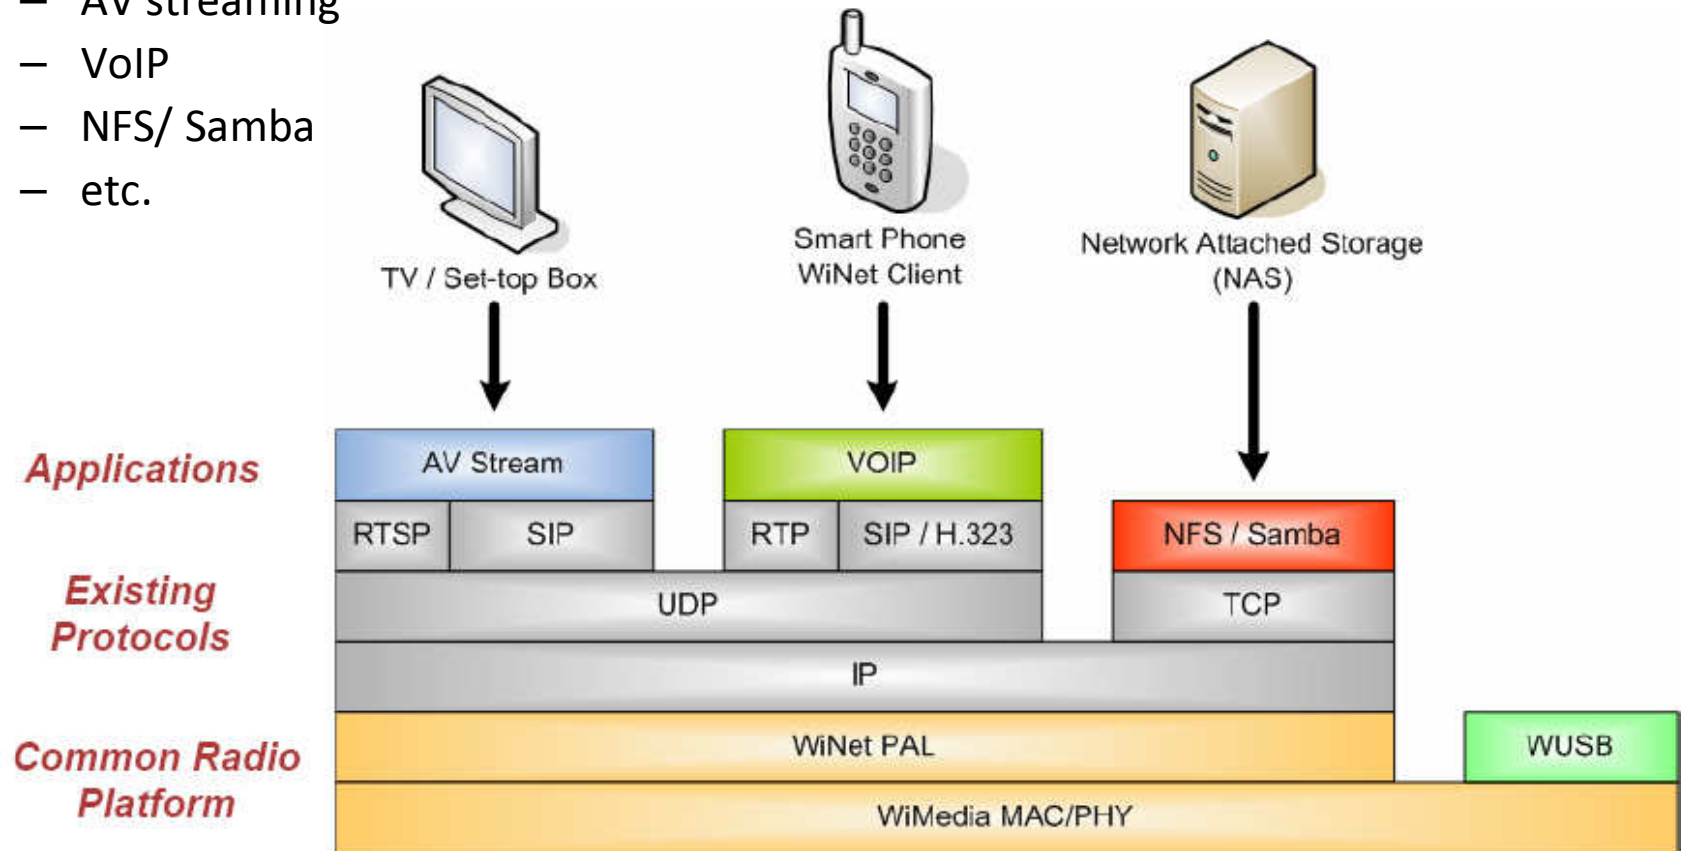 – AV streaming
– VoIP
– NFS/ Samba
– etc.
TV / Set-top Box
Smart Phone
WiNet Client
Network Attached Storage
(NAS)
Applications
AV Stream
VOIP
RTSP
SIP
RTP
SIP / H.323
NFS / Samba
Existing
Protocols
UDP
TCP
IP
Common Radio
Platform
WiNet PAL
WUSB
WiMedia MAC/PHY